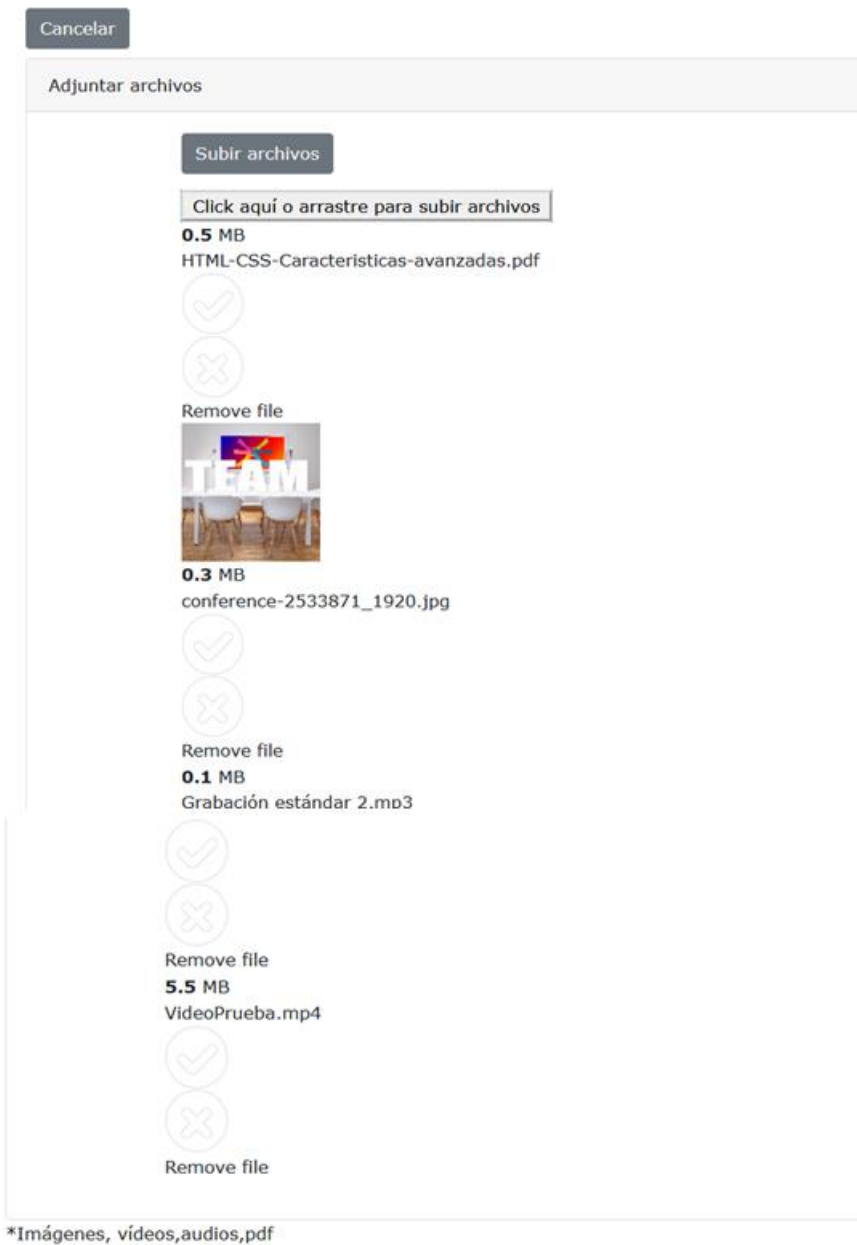 Cancelar
Adjuntar archivos
Subir archivos
Click aquí o arrastre para subir archivos
0.5 MB
HTML-CSS-Caracteristicas-avanzadas.pdf
Remove file
TEAM
0.3 MB
conference-2533871_1920.jpg
Remove file
0.1 MB
Grabación estándar 2.mp3
Remove file
5.5 MB
VideoPrueba.mp4
Remove file
*Imágenes, vídeos,audios,pdf